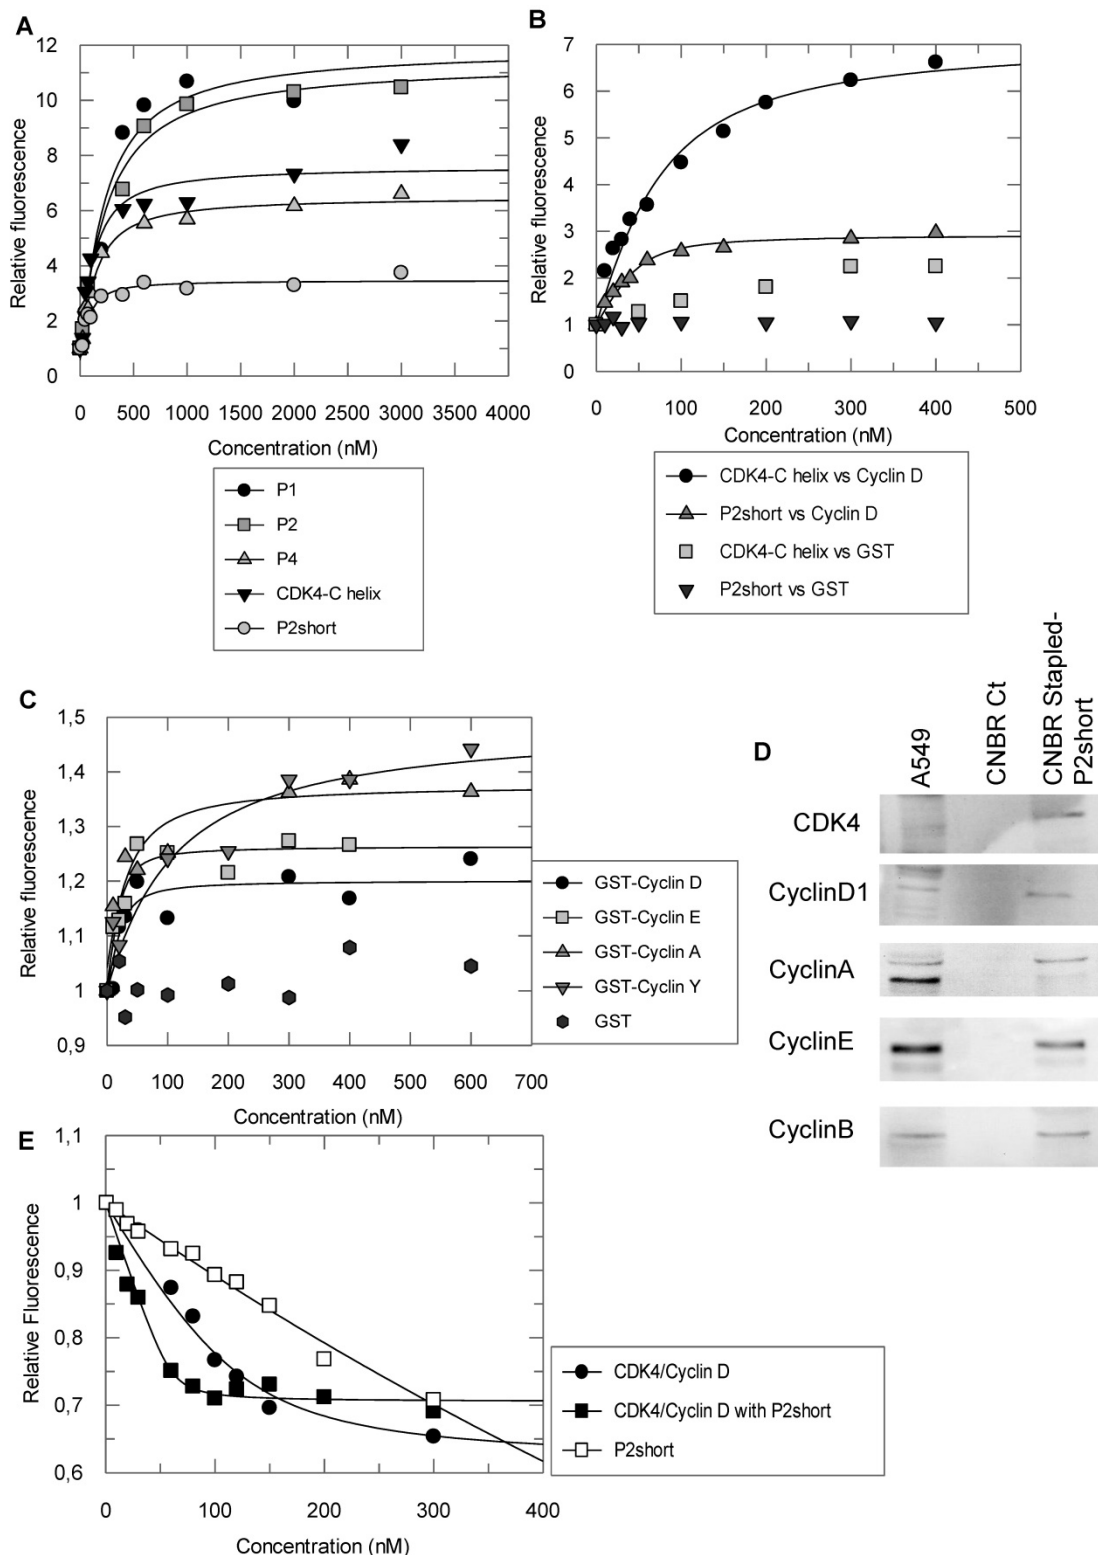 A
12
10
8
6
4
2
0
Relative fluorescence
0 500 1000 1500 2000 2500 3000 3500 4000
Concentration (nM)
P1
P2
P4
CDK4-C helix
P2short
B
7
6
5
4
3
2
1
0
Relative fluorescence
0 100 200 300 400 500
Concentration (nM)
CDK4-C helix vs Cyclin D
P2short vs Cyclin D
CDK4-C helix vs GST
P2short vs GST
C
1,5
1,4
1,3
1,2
1,1
1
0,9
Relative fluorescence
0 100 200 300 400 500 600 700
Concentration (nM)
GST-Cyclin D
GST-Cyclin E
GST-Cyclin A
GST-Cyclin Y
GST
D
A549
CNBR Ct
CNBR Stapled-
P2short
CDK4
CyclinD1
CyclinA
CyclinE
CyclinB
E
1,1
1
0,9
0,8
0,7
0,6
Relative Fluorescence
0 100 200 300 400
Concentration (nM)
CDK4/Cyclin D
CDK4/Cyclin D with P2short
P2short